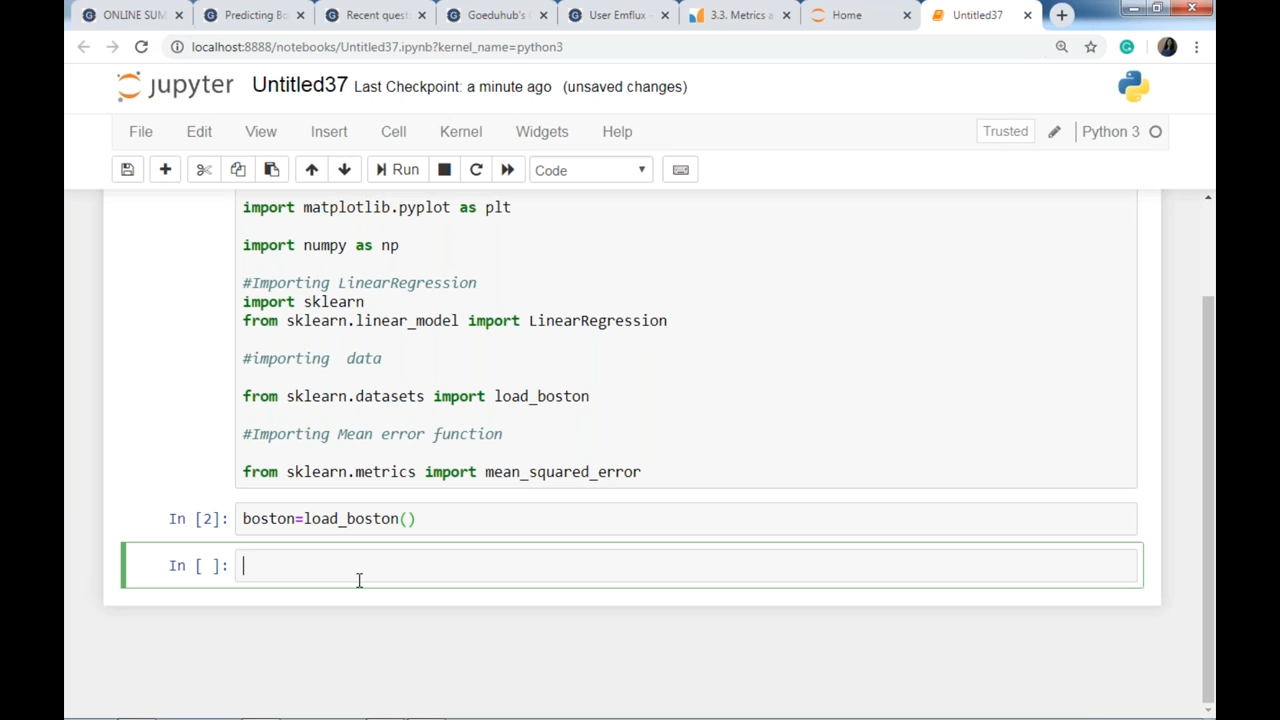 ONLINE SUM
Predicting Bo
Recent quest
Goeduhub's
User Emflux
3.3. Metrics a
Home
Untitled37
localhost:8888/notebooks/Untitled37.ipynb?kernel_name=python3
jupyter Untitled37 Last Checkpoint: a minute ago (unsaved changes)
File Edit View Insert Cell Kernel Widgets Help Trusted Python 3
Run Code
import matplotlib.pyplot as plt
import numpy as np
#Importing LinearRegression
import sklearn
from sklearn.linear_model import LinearRegression
#importing  data
from sklearn.datasets import load_boston
#Importing Mean error function
from sklearn.metrics import mean_squared_error
In [2]: boston=load_boston()
In [ ]: